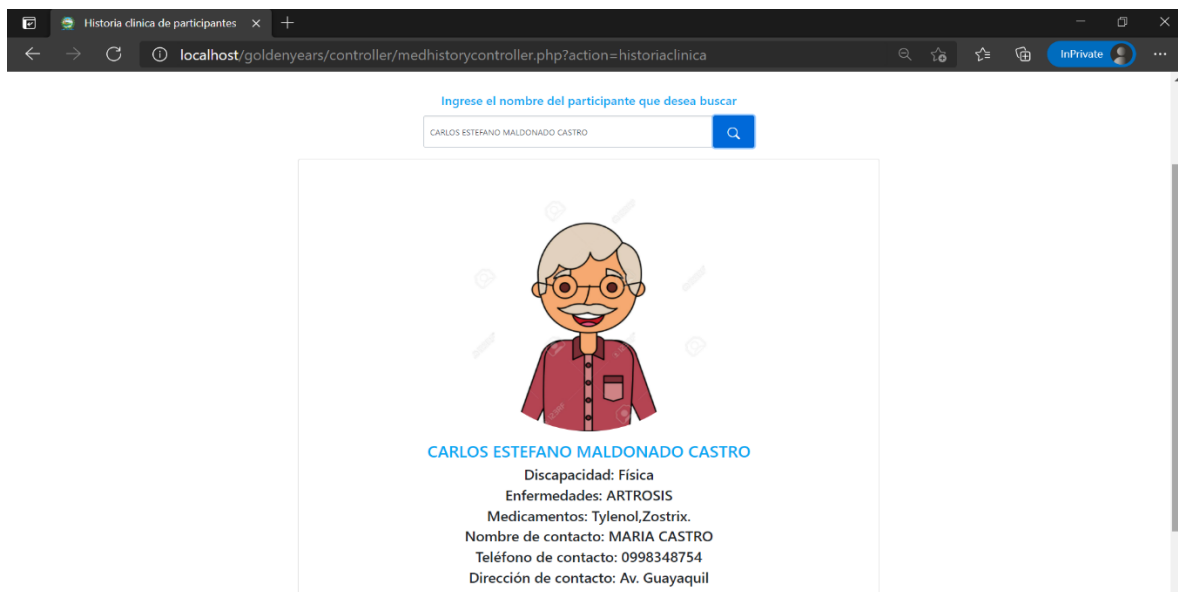 Historia clinica de participantes
localhost/goldenyears/controller/medhistorycontroller.php?action=historiaclinica
InPrivate
Ingrese el nombre del participante que desea buscar
CARLOS ESTEFANO MALDONADO CASTRO
CARLOS ESTEFANO MALDONADO CASTRO
Discapacidad: Física
Enfermedades: ARTROSIS
Medicamentos: Tylenol,Zostrix.
Nombre de contacto: MARIA CASTRO
Teléfono de contacto: 0998348754
Dirección de contacto: Av. Guayaquil